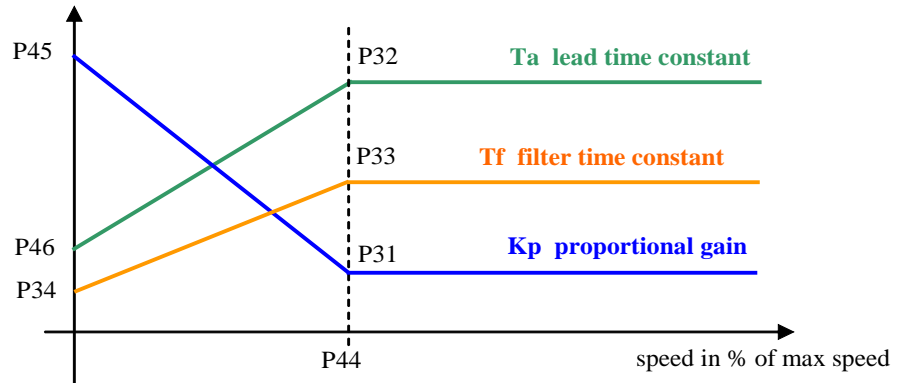 P45
P32
Ta lead time constant
P33
Tf filter time constant
P46
P31
Kp proportional gain
P34
P44
speed in % of max speed